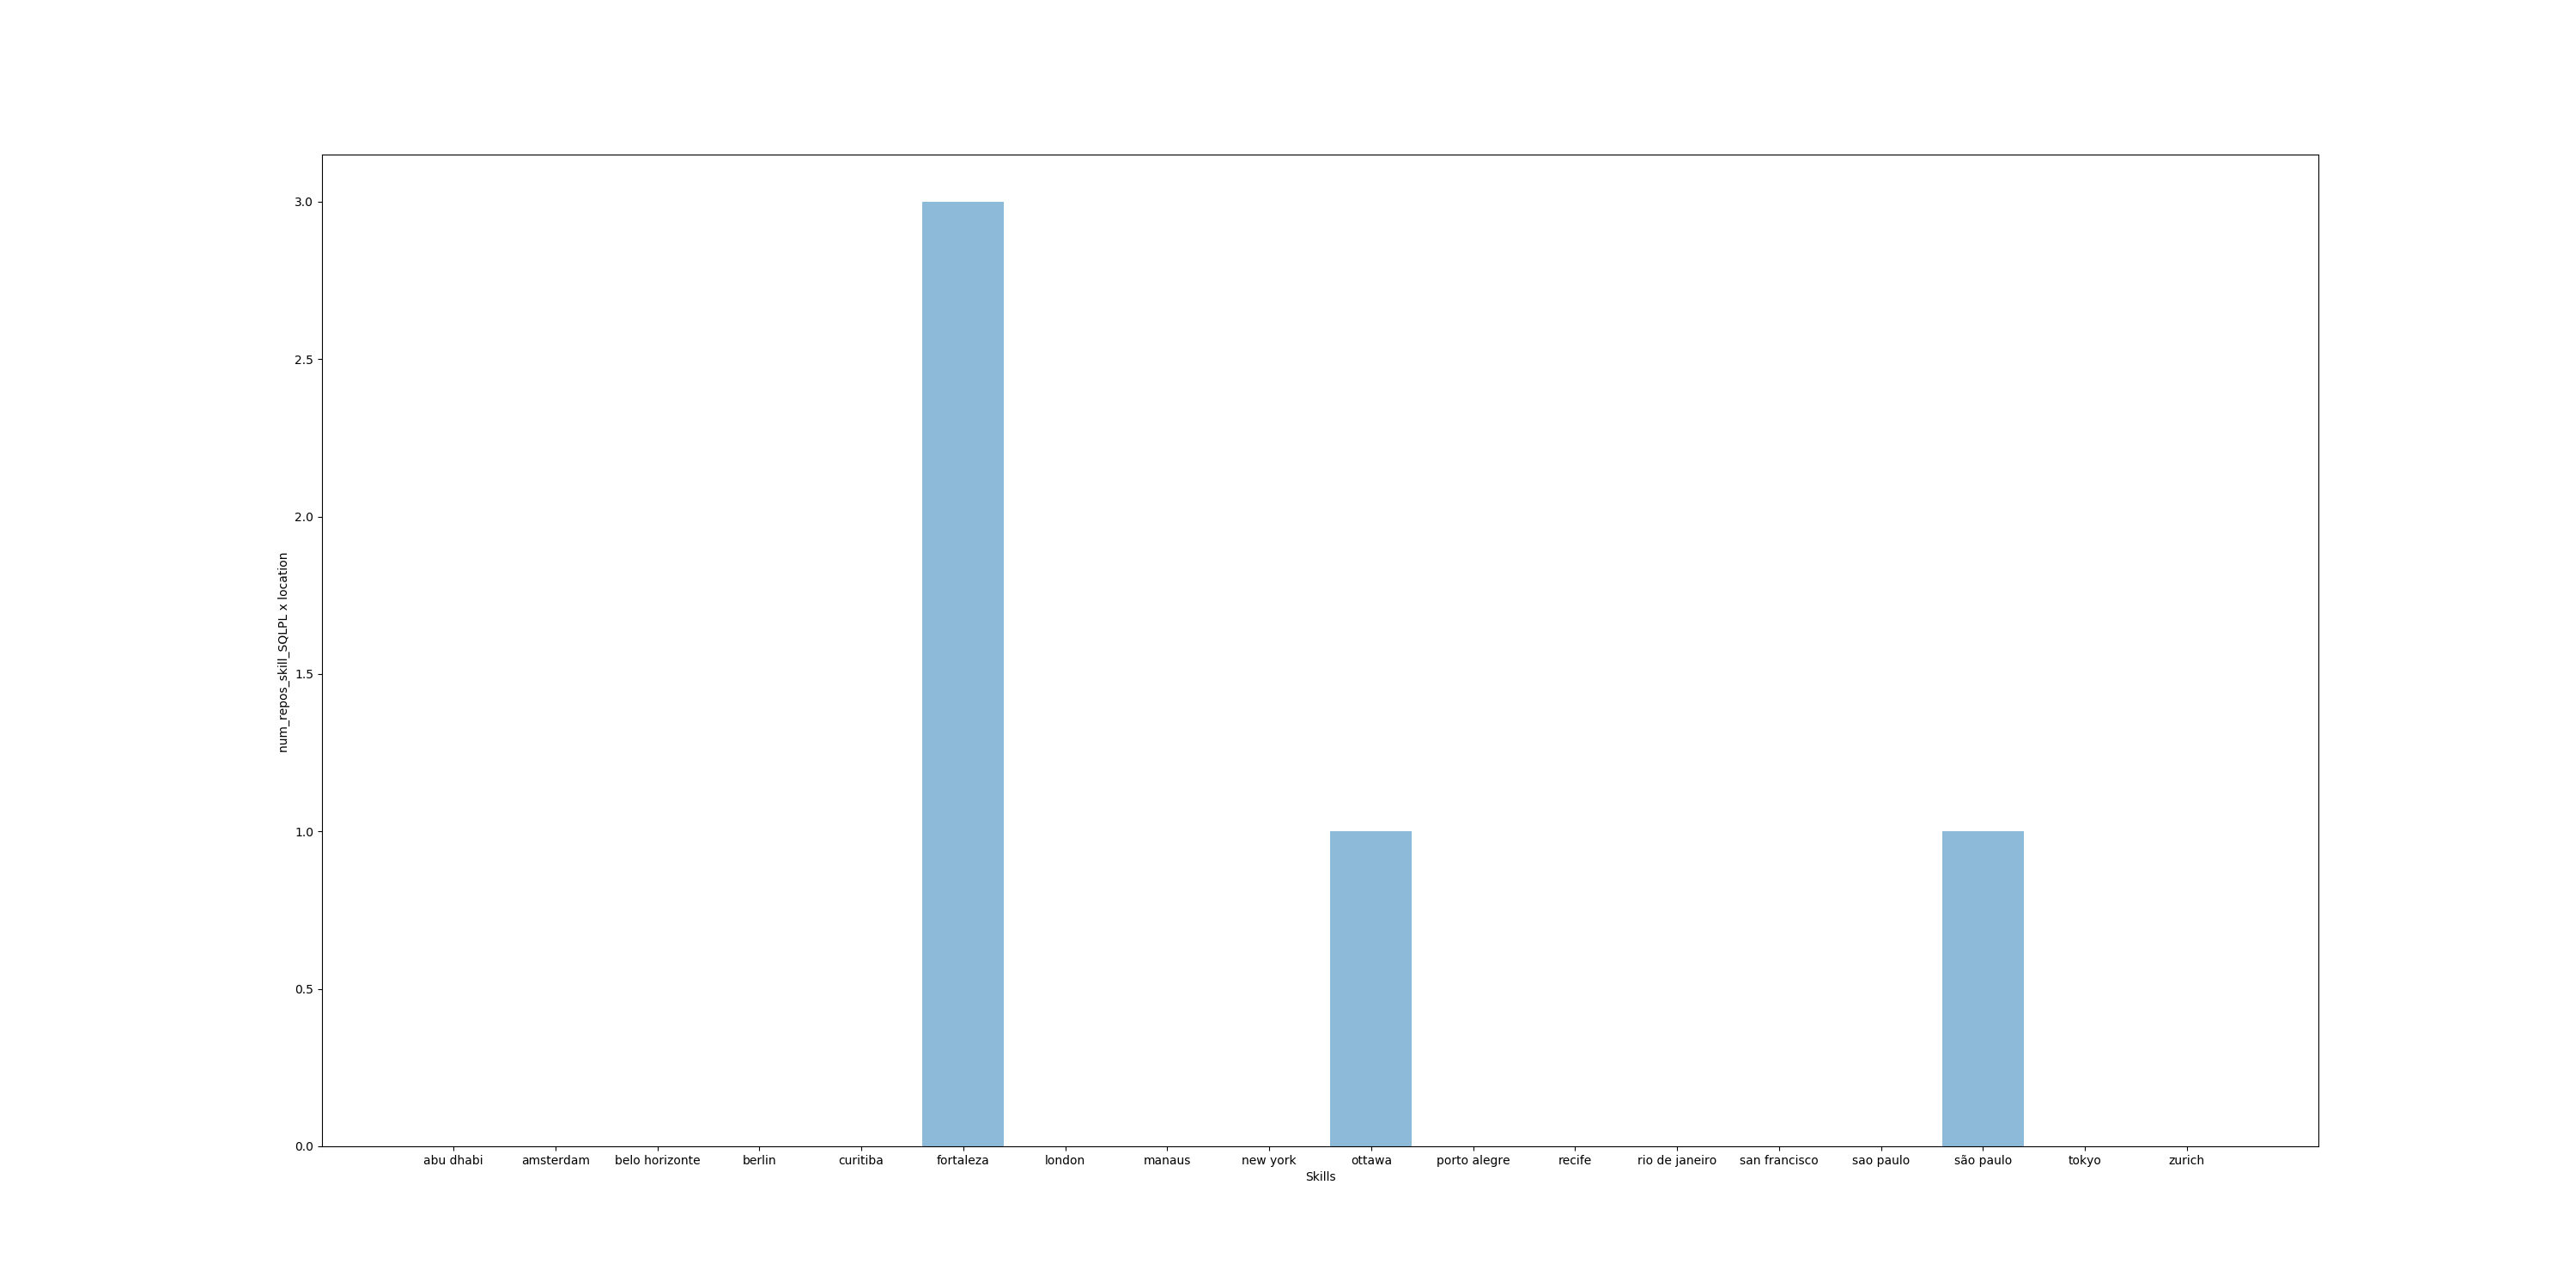 num_repos_skill_SQLPL x location
3.0
2.5
2.0
1.5
1.0
0.5
0.0
abu dhabi amsterdam belo horizonte berlin curitiba fortaleza london manaus new york ottawa porto alegre recife rio de janeiro san francisco sao paulo são paulo tokyo zurich
Skills